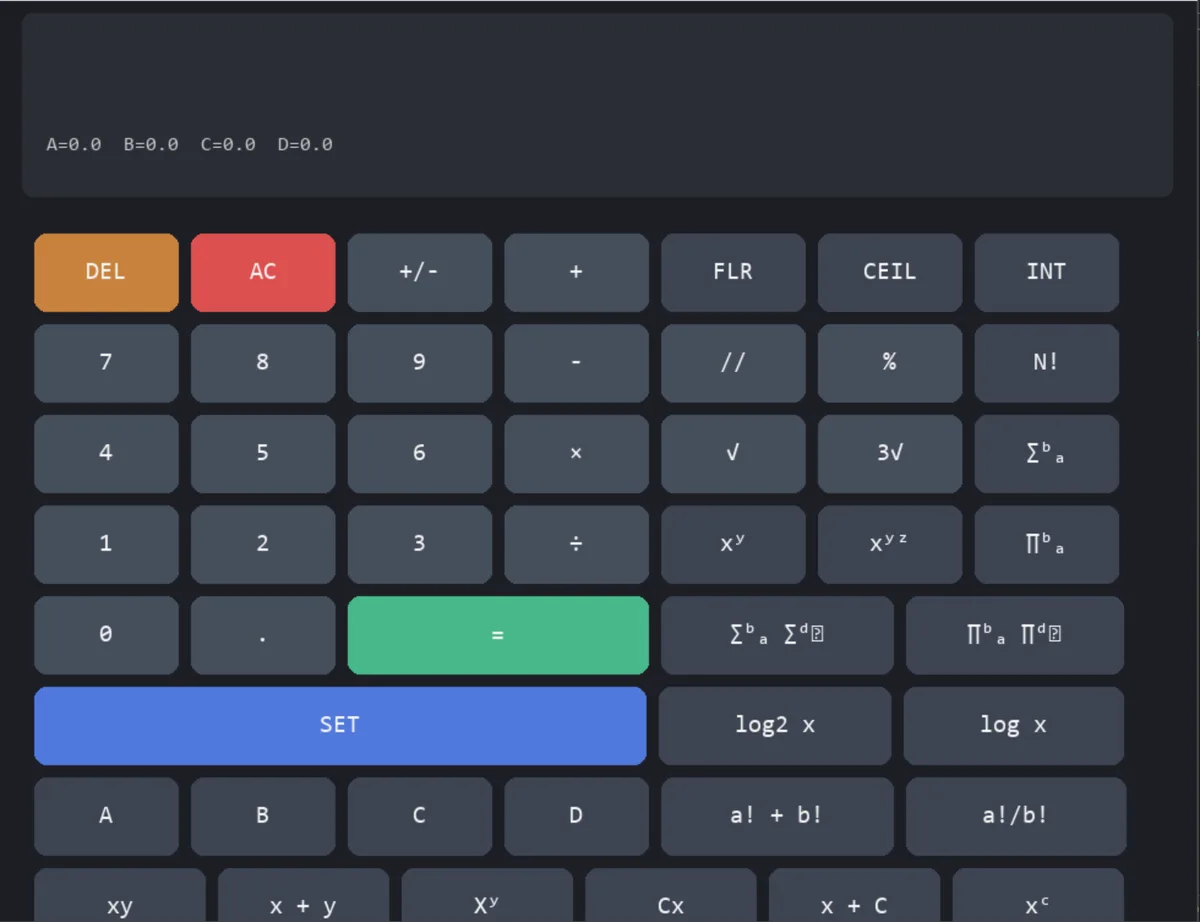 A=0.0 B=0.0 C=0.0 D=0.0
DEL AC +/- + FLR CEIL INT
7 8 9 - // % N!
4 5 6 × √ 3√ ∑ᵇₐ
1 2 3 ÷ xʸ xʸᶻ ∏ᵇₐ
0 . = ∑ᵇₐ ∑ᵈ ∏ᵇₐ ∏ᵈ
SET log2 x log x
A B C D a! + b! a!/b!
xy x + y Xʸ Cx x + C xᶜ